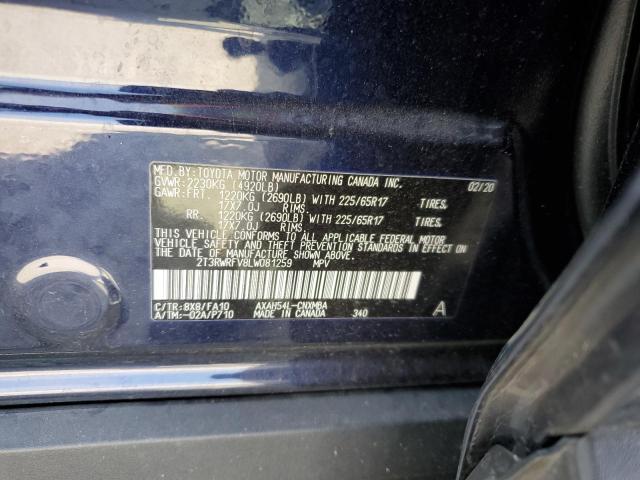 MFD.BY:TOYOTA MOTOR MANUFACTURING CANADA INC. 02/20
GVWR:2230KG (4920LB)
GAWR:FRT. 1220KG (2690LB) WITH 225/65R17 TIRES,
17X7.0J RIMS.
RR. 1220KG (2690LB) WITH 225/65R17 TIRES,
17X7.0J RIMS.
THIS VEHICLE CONFORMS TO ALL APPLICABLE FEDERAL MOTOR
VEHICLE SAFETY AND THEFT PREVENTION STANDARDS IN EFFECT ON
THE DATE OF MANUFACTURE SHOWN ABOVE.
2T3RWRFV8LW081259 MPV
C/TR:8X8/FA10 AXAH54L-CNXMBA
A/TM:-02A/P710 MADE IN CANADA 340 A